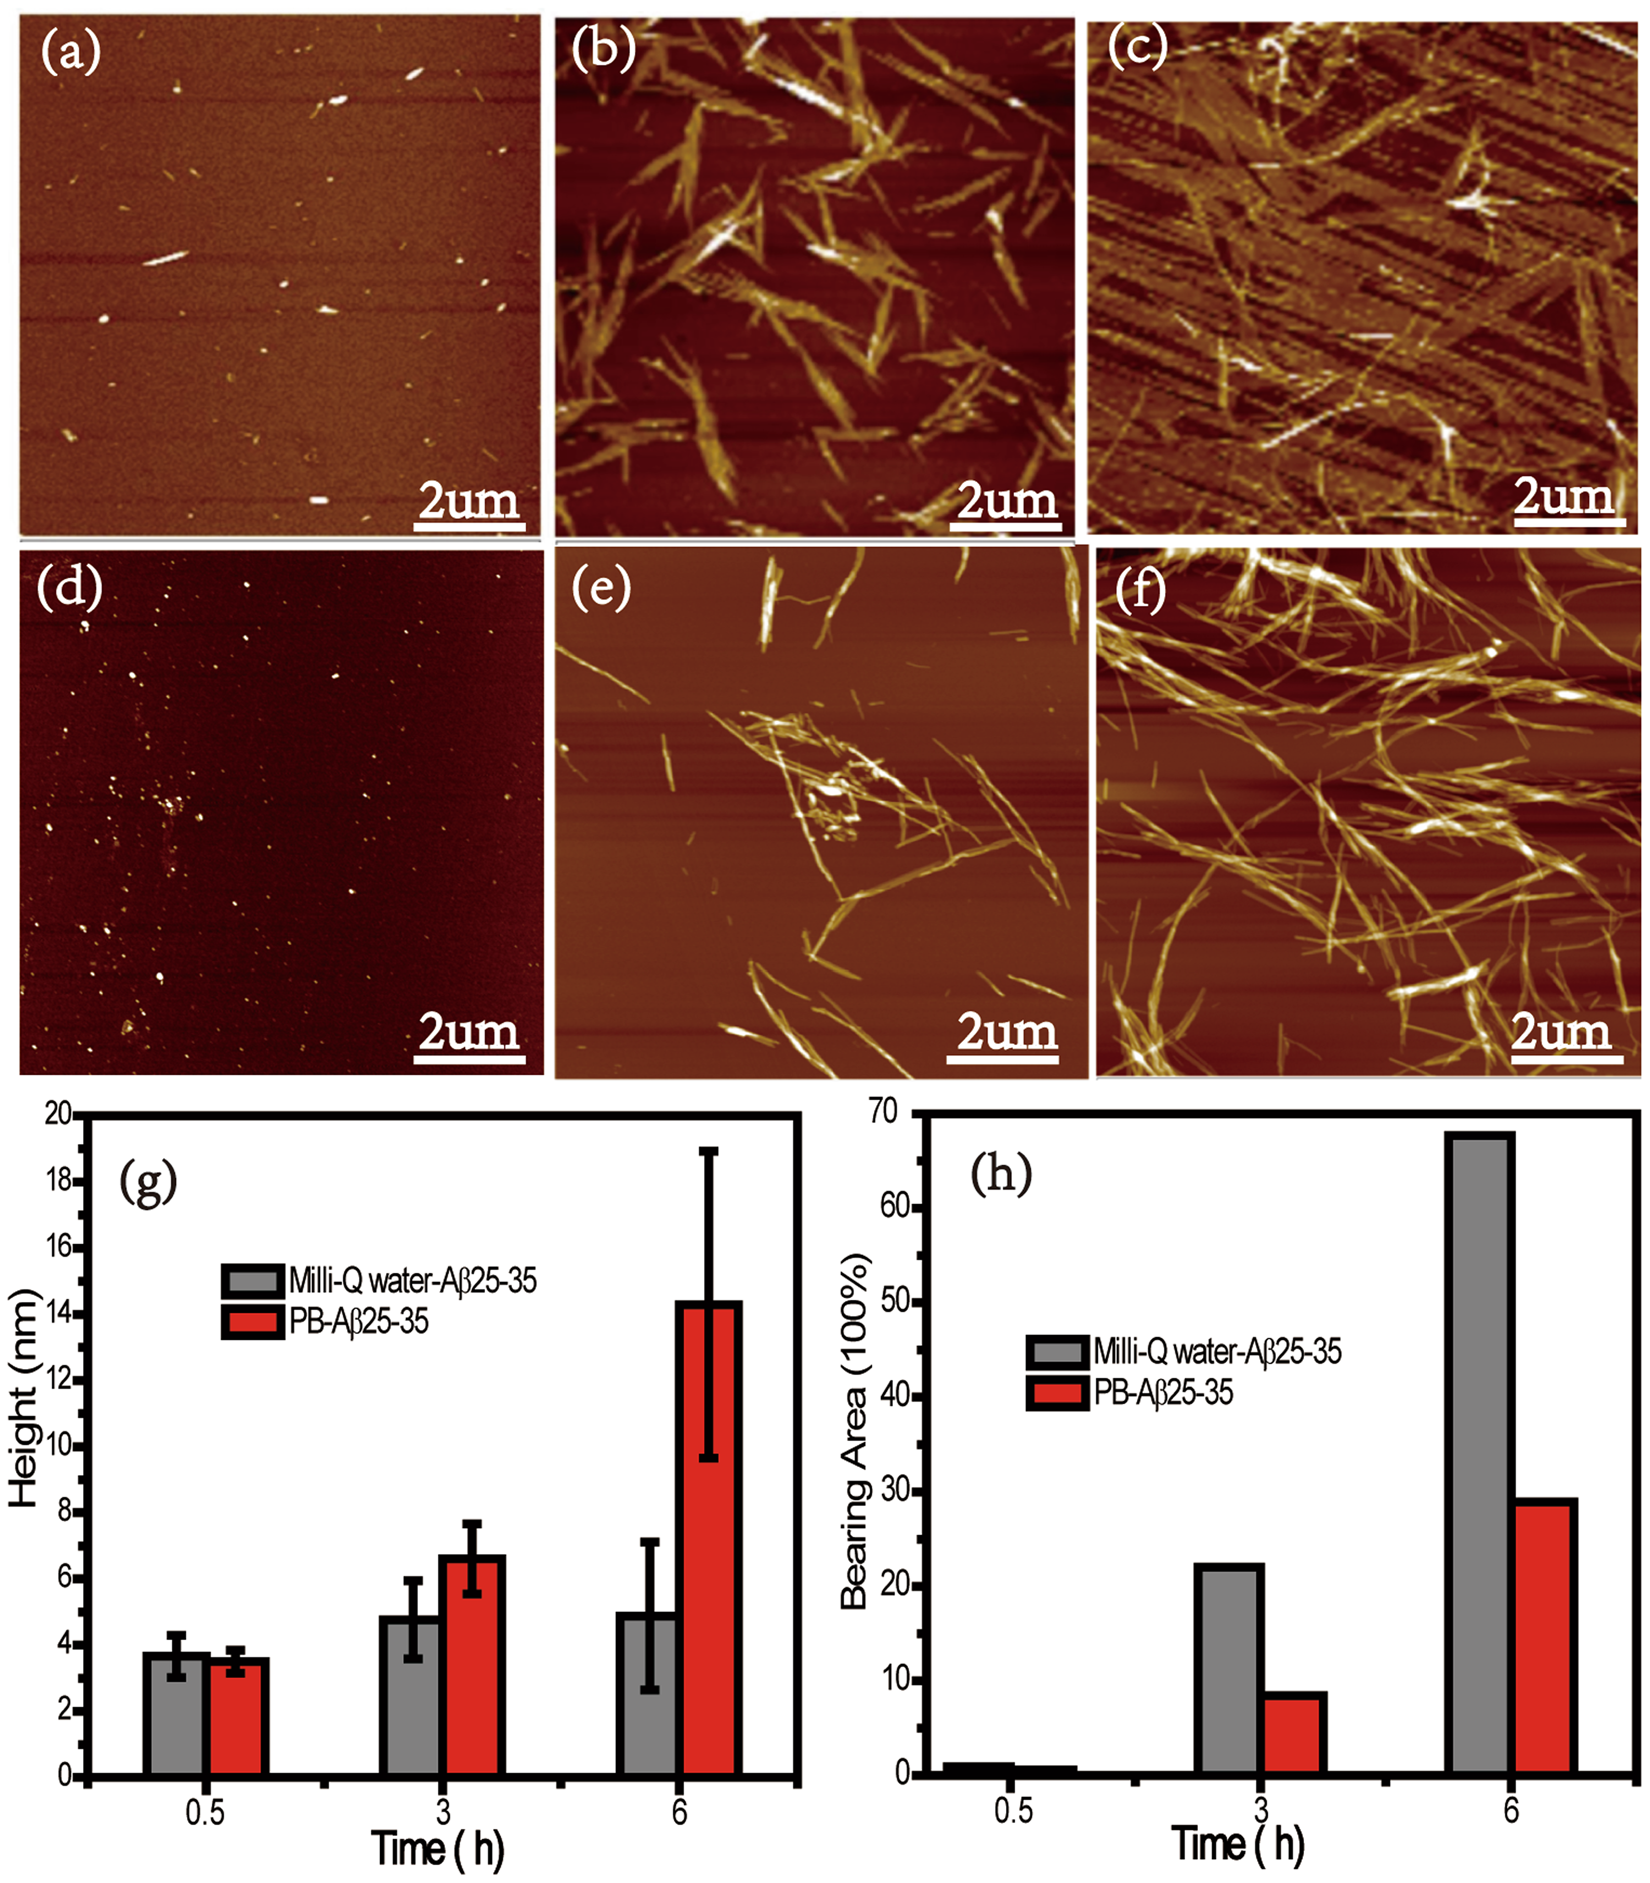 (a)
2um
(b)
2um
(c)
2um
(d)
2um
(e)
2um
(f)
2um
(g)
20
18
16
14
12
10
8
6
4
2
0
Height (nm)
Milli-Q water-Aβ25-35
PB-Aβ25-35
0.5
3
6
Time ( h)
(h)
70
60
50
40
30
20
10
0
Bearing Area (100%)
Milli-Q water-Aβ25-35
PB-Aβ25-35
0.5
3
6
Time ( h)